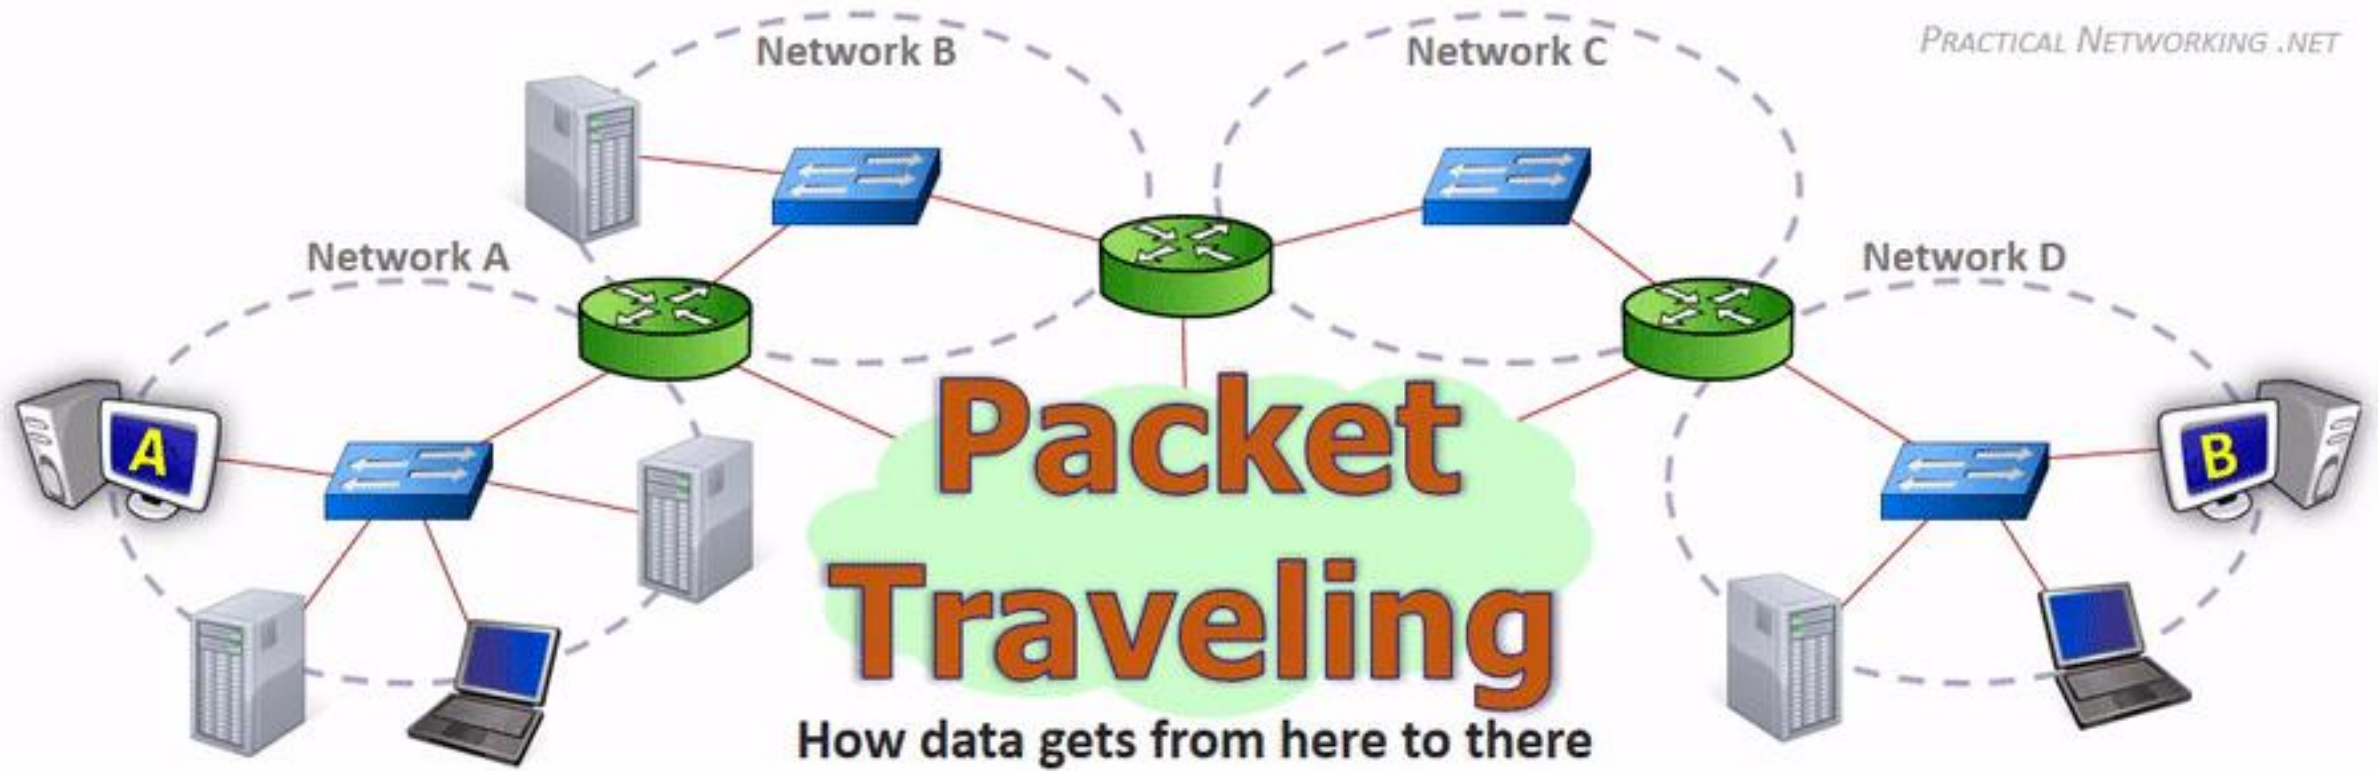 Network B
Network C
PRACTICAL NETWORKING .NET
Network A
Network D
A
B
Packet
Traveling
How data gets from here to there